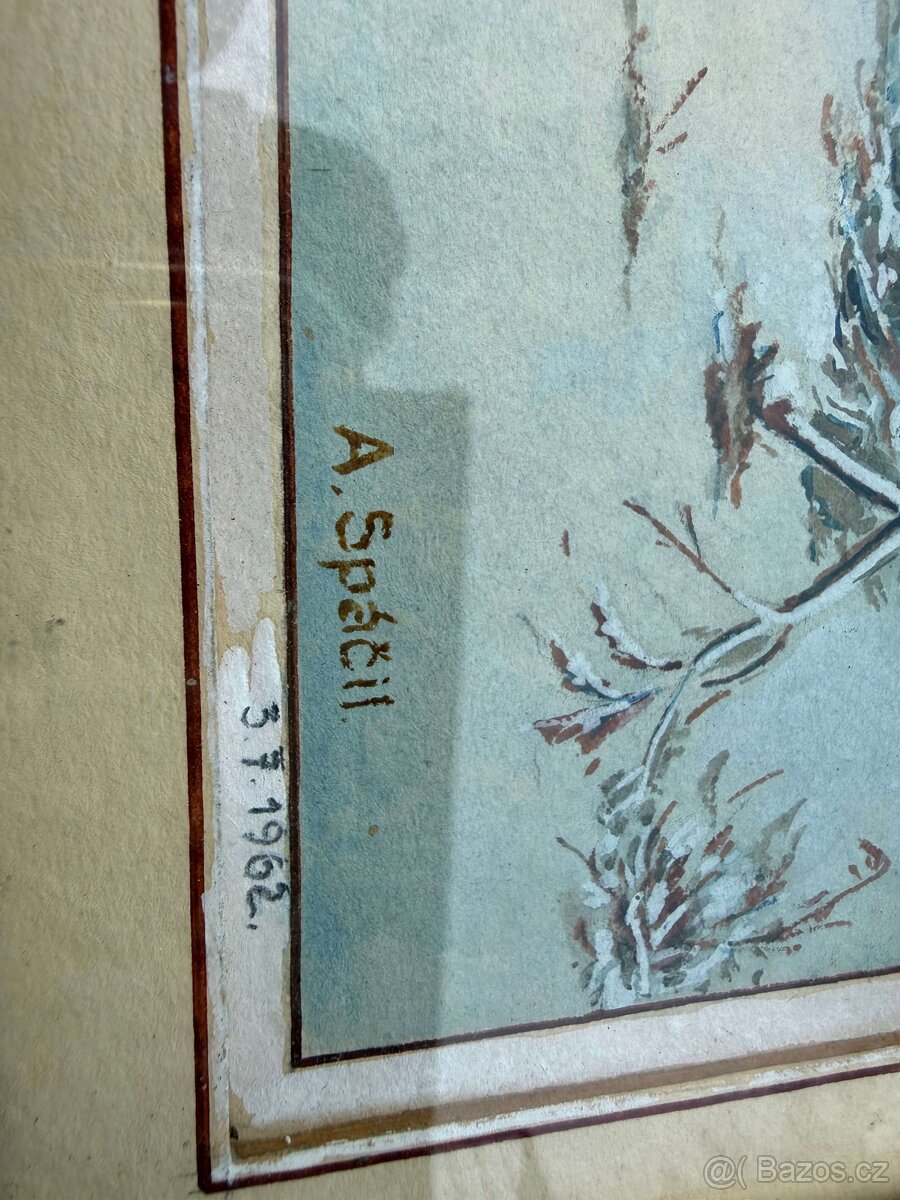 A. Spáčil.
3. 7. 1962.
@( Bazos.cz